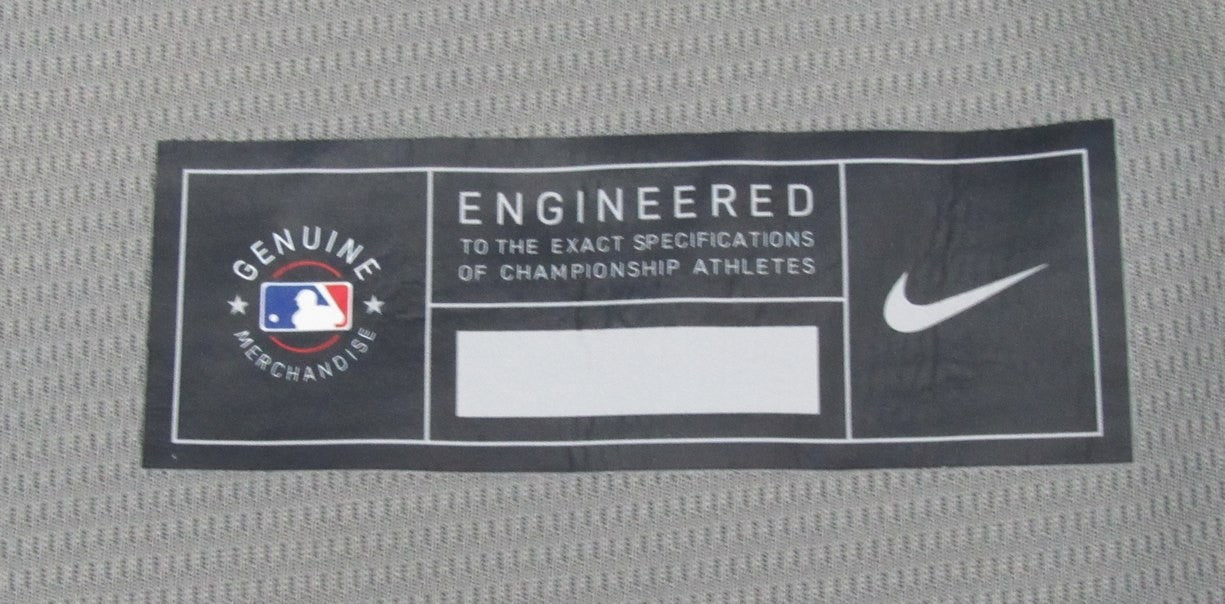 GENUINE
MERCHANDISE
ENGINEERED
TO THE EXACT SPECIFICATIONS
OF CHAMPIONSHIP ATHLETES